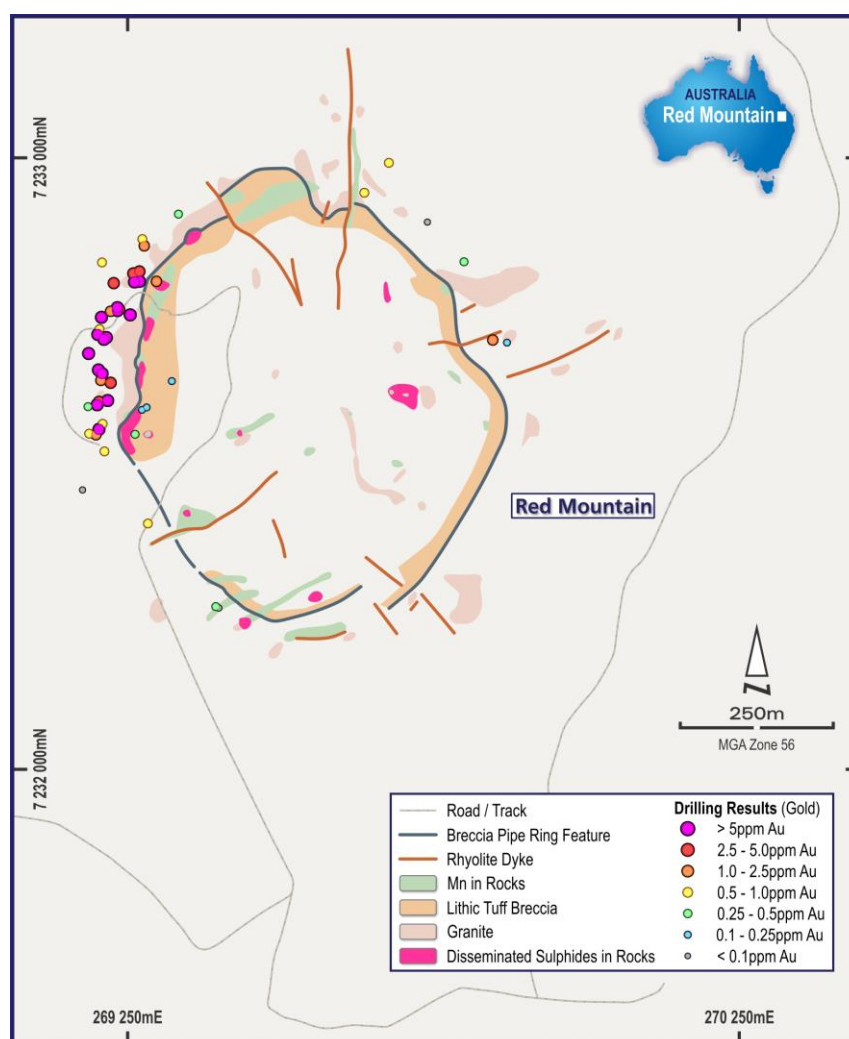 AUSTRALIA
Red Mountain
7 233 000mN
Red Mountain
N
250m
MGA Zone 56
7 232 000mN
Road / Track
Breccia Pipe Ring Feature
Rhyolite Dyke
Mn in Rocks
Lithic Tuff Breccia
Granite
Disseminated Sulphides in Rocks
Drilling Results (Gold)
> 5ppm Au
2.5 - 5.0ppm Au
1.0 - 2.5ppm Au
0.5 - 1.0ppm Au
0.25 - 0.5ppm Au
0.1 - 0.25ppm Au
< 0.1ppm Au
269 250mE
270 250mE